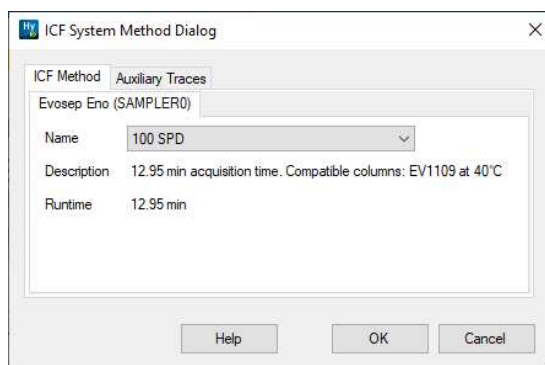 Hy
ICF System Method Dialog
ICF Method
Auxiliary Traces
Evosep Eno (SAMPLER0)
Name
100 SPD
Description
12.95 min acquisition time. Compatible columns: EV1109 at 40°C
Runtime
12.95 min
Help
OK
Cancel